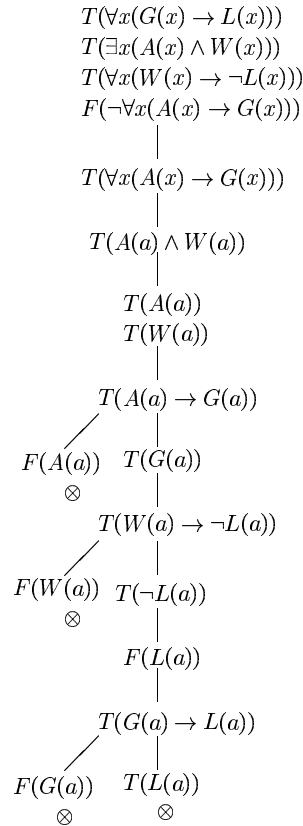 T(∀x(G(x) → L(x)))
T(∃x(A(x) ∧ W(x)))
T(∀x(W(x) → ¬L(x)))
F(¬∀x(A(x) → G(x)))
T(∀x(A(x) → G(x)))
T(A(a) ∧ W(a))
T(A(a))
T(W(a))
T(A(a) → G(a))
F(A(a)) T(G(a))
⊗
T(W(a) → ¬L(a))
F(W(a)) T(¬L(a))
⊗
F(L(a))
T(G(a) → L(a))
F(G(a)) T(L(a))
⊗ ⊗